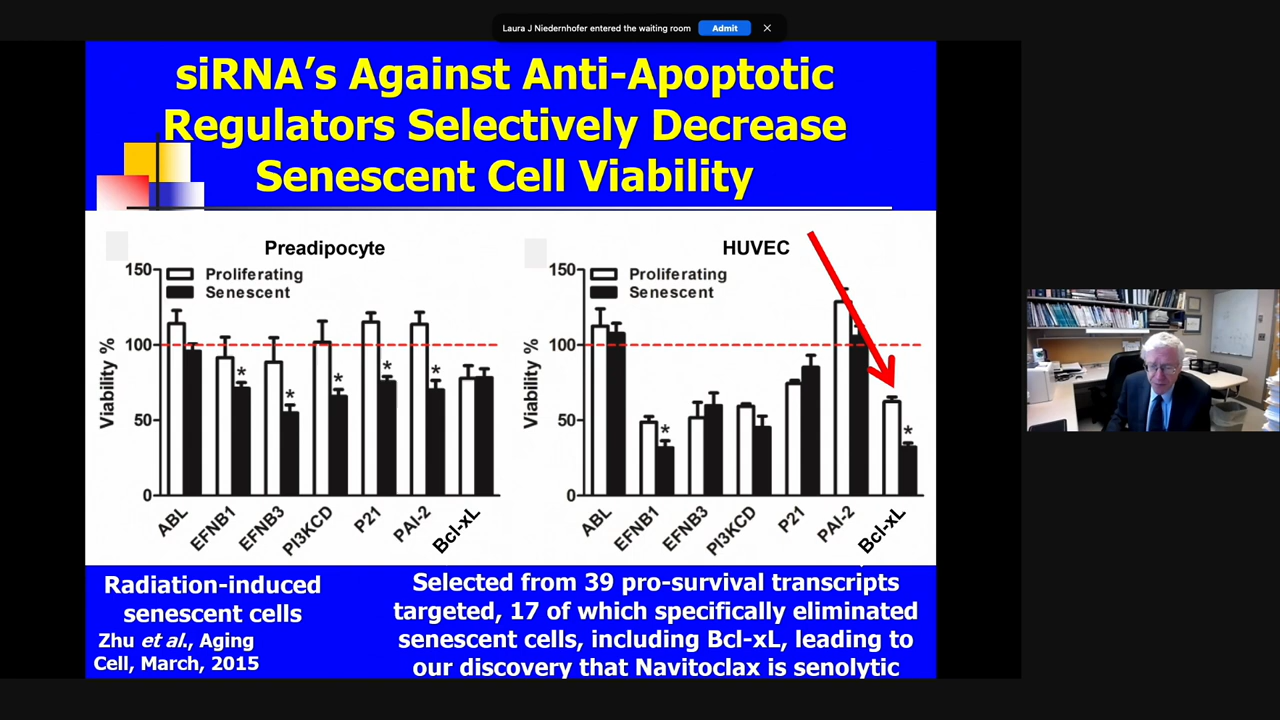 Laura J Niedernhofer entered the waiting room
Admit
siRNA's Against Anti-Apoptotic
Regulators Selectively Decrease
Senescent Cell Viability
Preadipocyte
150
Proliferating
Senescent
100
Viability %
50
0
*
*
*
*
*
ABL
EFNB1
EFNB3
PI3KCD
P21
PAI-2
Bcl-xL
HUVEC
150
Proliferating
Senescent
100
Viability %
50
0
*
*
ABL
EFNB1
EFNB3
PI3KCD
P21
PAI-2
Bcl-xL
Radiation-induced
senescent cells
Zhu et al., Aging
Cell, March, 2015
Selected from 39 pro-survival transcripts
targeted, 17 of which specifically eliminated
senescent cells, including Bcl-xL, leading to
our discovery that Navitoclax is senolytic